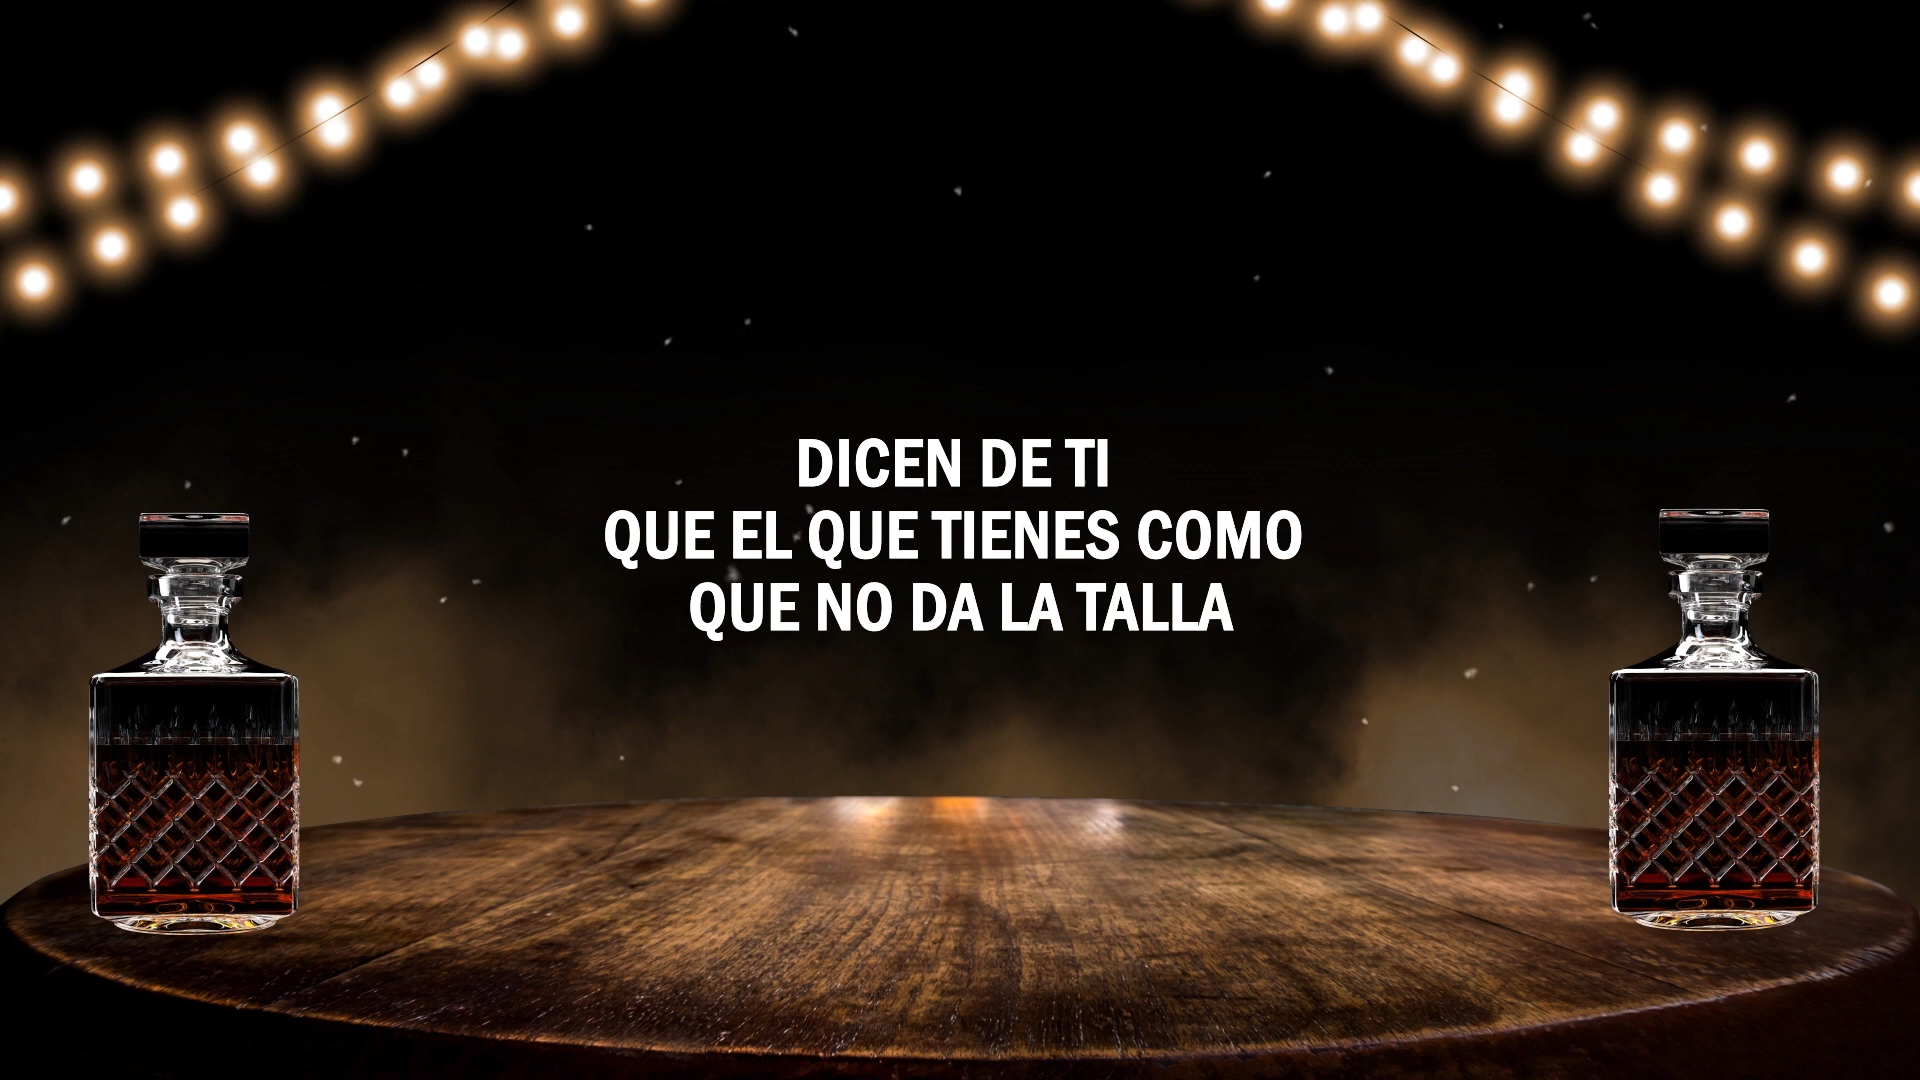 DICEN DE TI
QUE EL QUE TIENES COMO
QUE NO DA LA TALLA